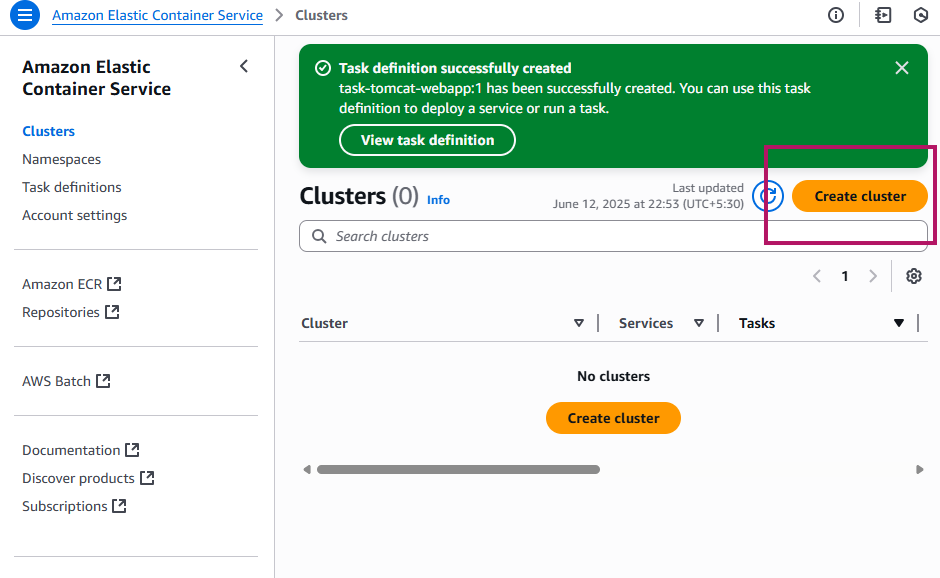 Amazon Elastic Container Service > Clusters
Amazon Elastic
Container Service
Clusters
Namespaces
Task definitions
Account settings
Amazon ECR
Repositories
AWS Batch
Documentation
Discover products
Subscriptions
Task definition successfully created
task-tomcat-webapp:1 has been successfully created. You can use this task
definition to deploy a service or run a task.
View task definition
Clusters (0) Info
Last updated
June 12, 2025 at 22:53 (UTC+5:30)
Create cluster
Search clusters
1
Cluster Services Tasks
No clusters
Create cluster